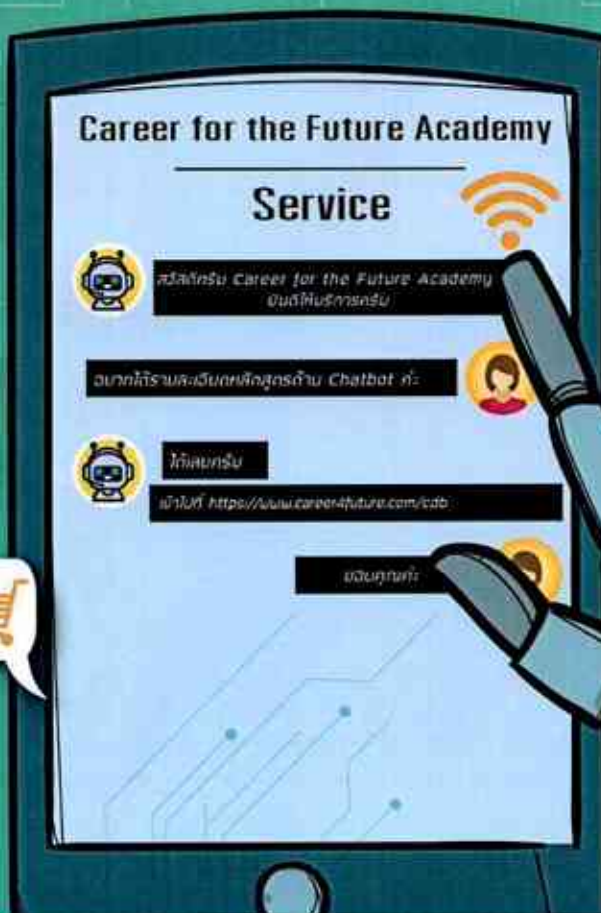 Career for the Future Academy
Service
สวัสดีครับ Career for the Future Academy
ยินดีให้บริการครับ
อยากได้รายละเอียดหลักสูตรด้าน Chatbot ค่ะ
ได้เลยครับ
เข้าไปที่ https://www.career4future.com/cdb
ขอบคุณค่ะ